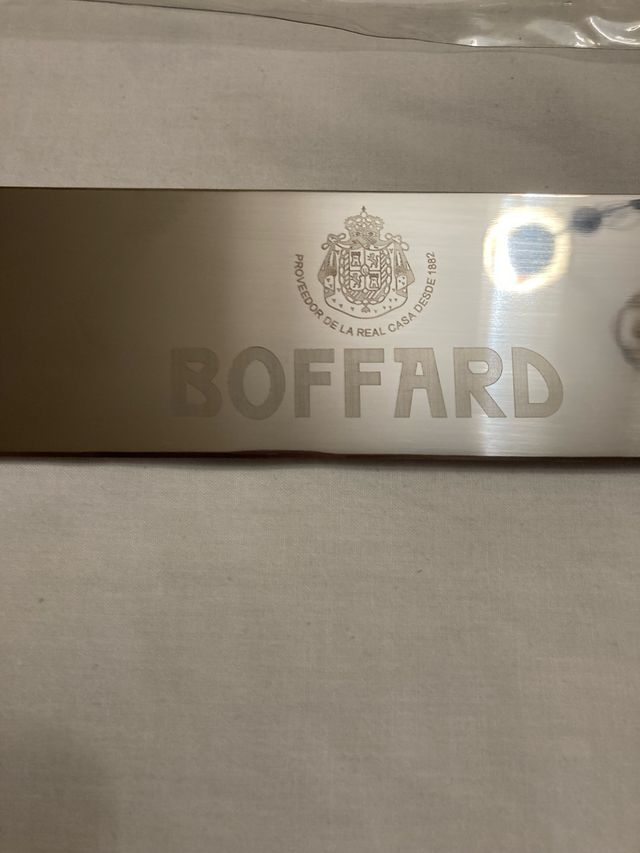 PROVEEDOR DE LA REAL CASA DESDE 1882
BOFFARD